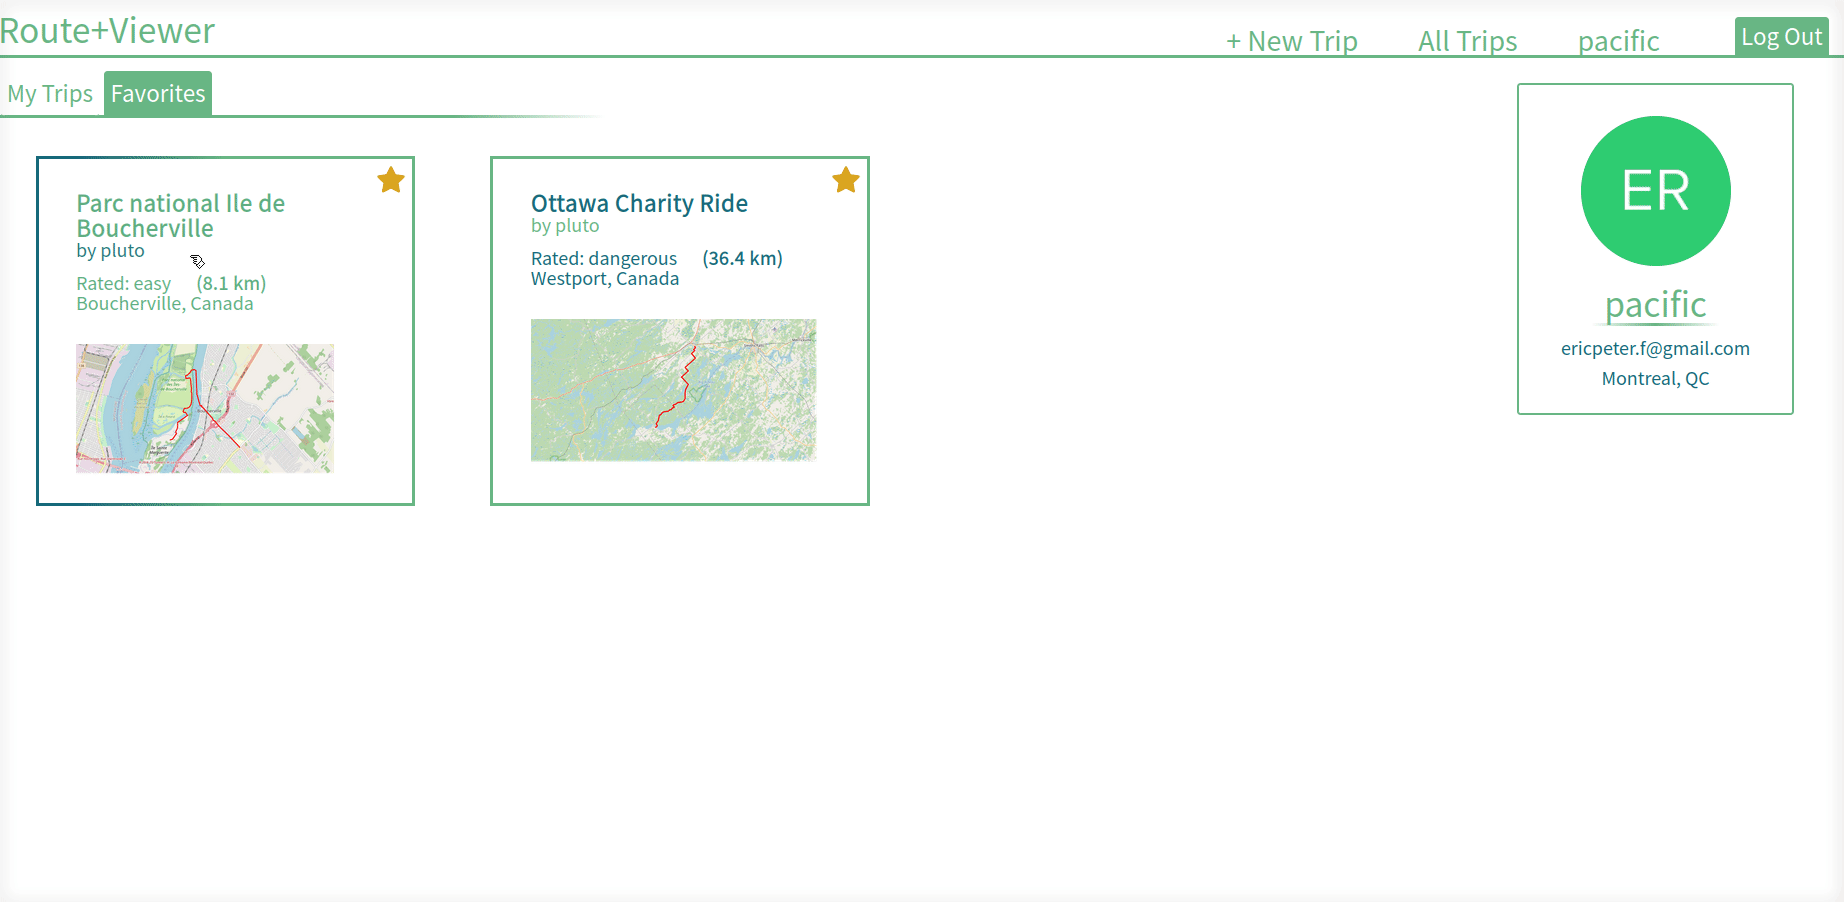 Route+Viewer
+ New Trip
All Trips
pacific
Log Out
My Trips
Favorites
Parc national Ile de
Boucherville
by pluto
Rated: easy (8.1 km)
Boucherville, Canada
Ottawa Charity Ride
by pluto
Rated: dangerous (36.4 km)
Westport, Canada
ER
pacific
ericpeter.f@gmail.com
Montreal, QC